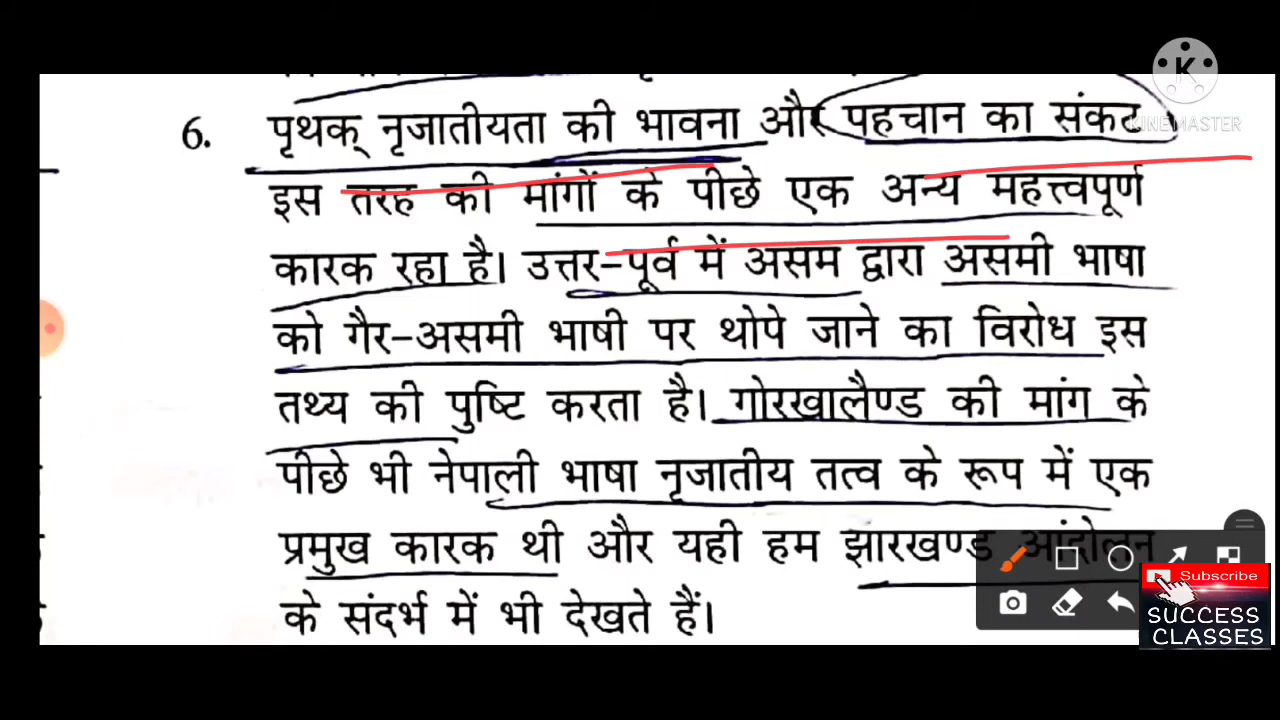 KINEMASTER
6. पृथक् नृजातीयता की भावना और पहचान का संकट
इस तरह की मांगों के पीछे एक अन्य महत्त्वपूर्ण
कारक रहा है। उत्तर-पूर्व में असम द्वारा असमी भाषा
को गैर-असमी भाषी पर थोपे जाने का विरोध इस
तथ्य की पुष्टि करता है। गोरखालैण्ड की मांग के
पीछे भी नेपाली भाषा नृजातीय तत्व के रूप में एक
प्रमुख कारक थी और यही हम झारखण्ड आंदोलन
के संदर्भ में भी देखते हैं।
Subscribe
SUCCESS
CLASSES